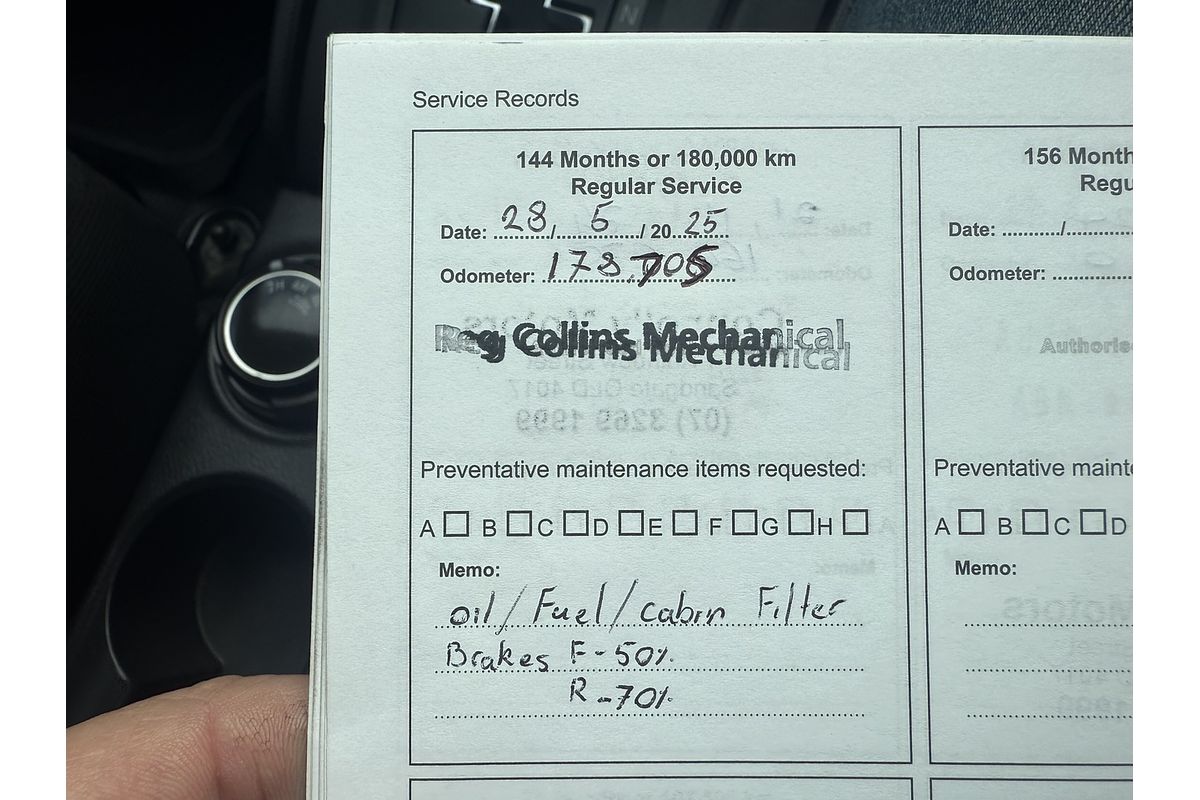 N
Service Records
144 Months or 180,000 km
Regular Service
Date: 28 / 5 / 20 25
Odometer: 178.705
Reg Collins Mechanical
Preventative maintenance items requested:
A B C D E F G H
Memo:
oil / Fuel / cabin Filter
Brakes F - 50%
R - 70%
156 Month
Regu
Date: /
Odometer:
Authorise
Preventative mainte
A B C D
Memo: